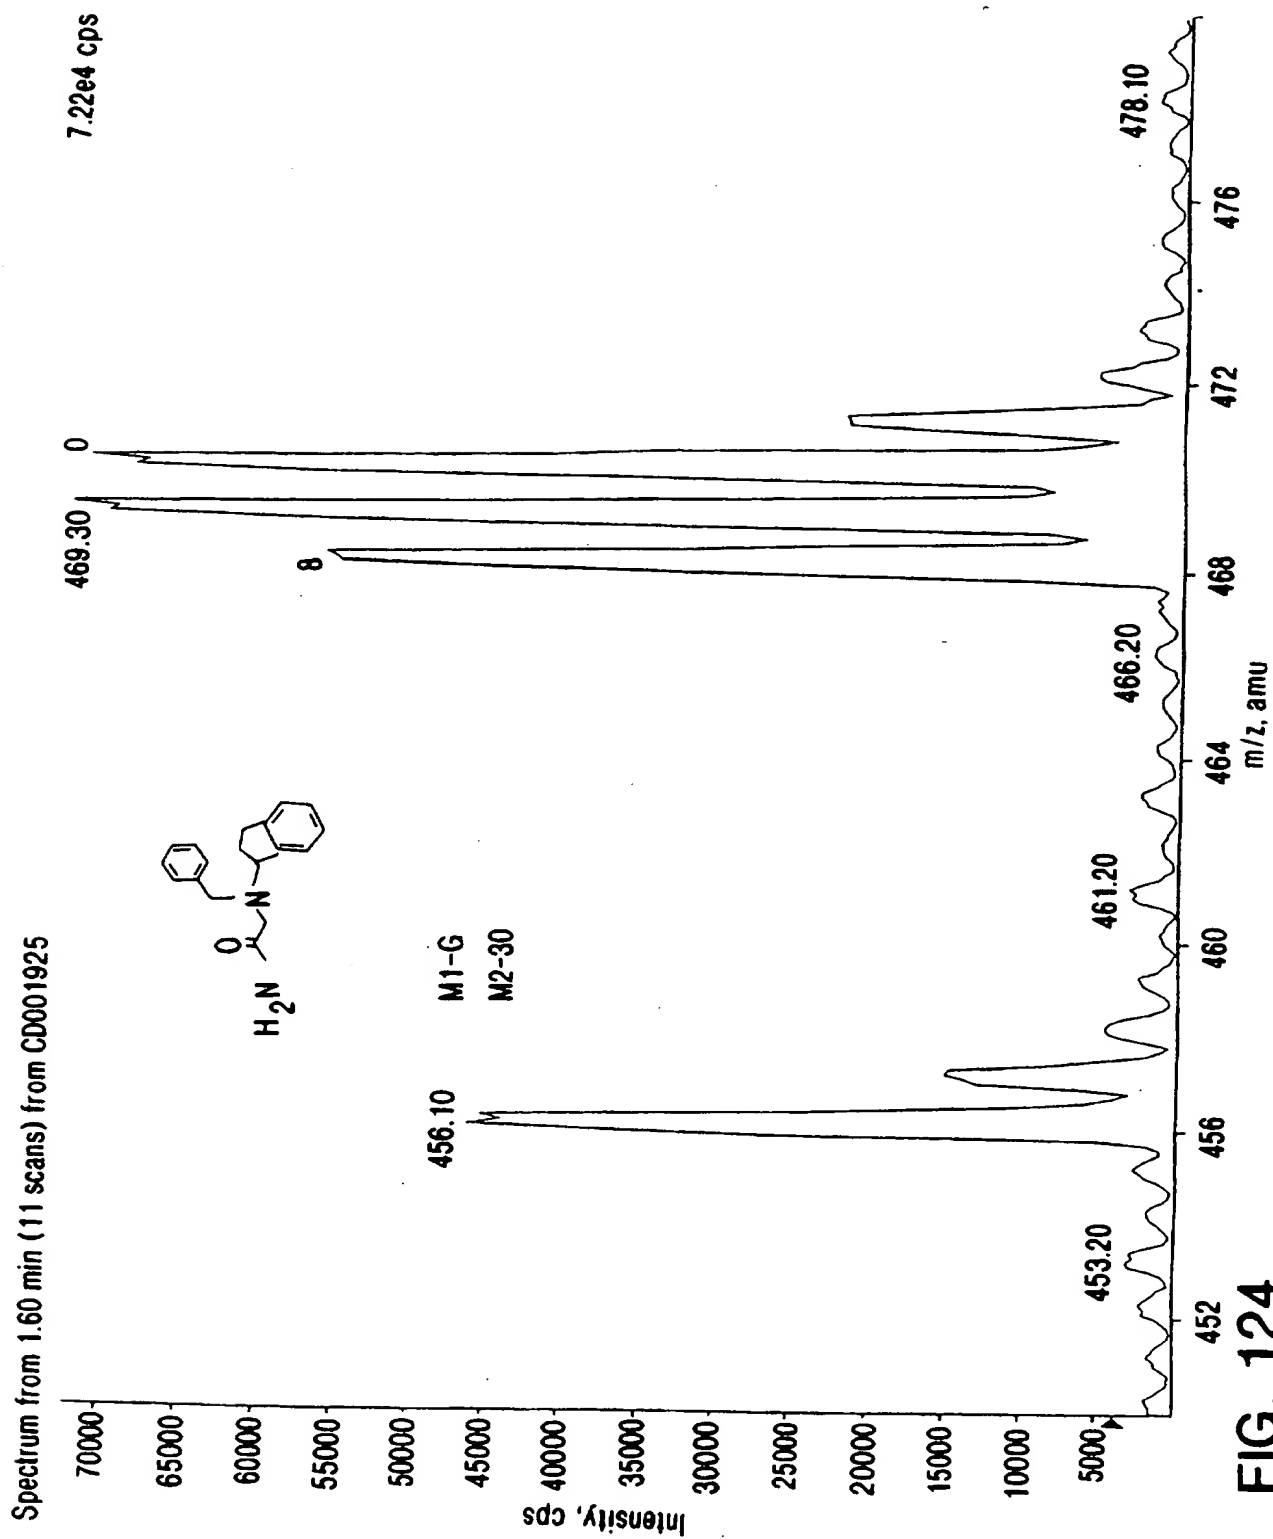 Spectrum from 1.60 min (11 scans) from CD001925
7.22e4 cps
70000
65000
60000
55000
50000
45000
40000
35000
30000
25000
20000
15000
10000
5000
Intensity, cps
O
N
H2N
M1-G
M2-30
453.20
456.10
461.20
466.20
8
469.30
0
478.10
452
456
460
464
468
472
476
m/z, amu
FIG. 124